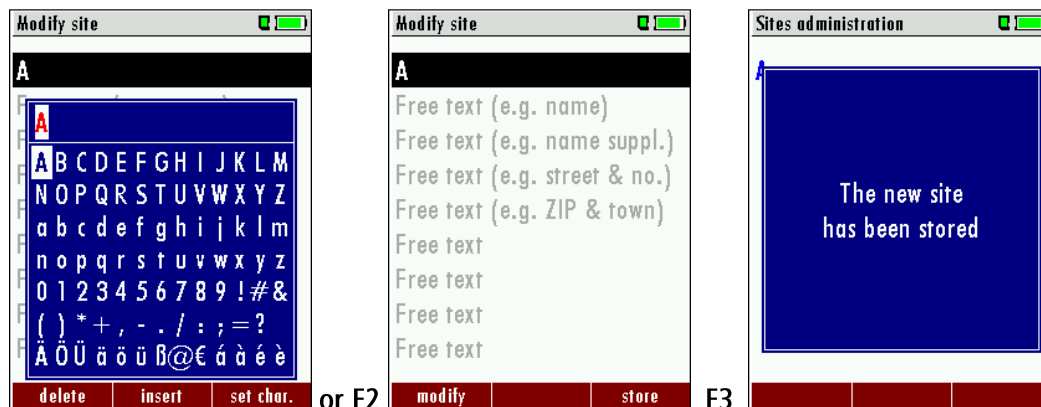 Modify site
A
A
A B C D E F G H I J K L M
N O P Q R S T U V W X Y Z
a b c d e f g h i j k l m
n o p q r s t u v w x y z
0 1 2 3 4 5 6 7 8 9 ! # &
( ) * + , - . / : ; = ?
Ä Ö Ü ä ö ü ß @ € á à é è
delete insert set char.
or F2
Modify site
A
Free text (e.g. name)
Free text (e.g. name suppl.)
Free text (e.g. street & no.)
Free text (e.g. ZIP & town)
Free text
Free text
Free text
Free text
modify store
F3
Sites administration
A
The new site
has been stored